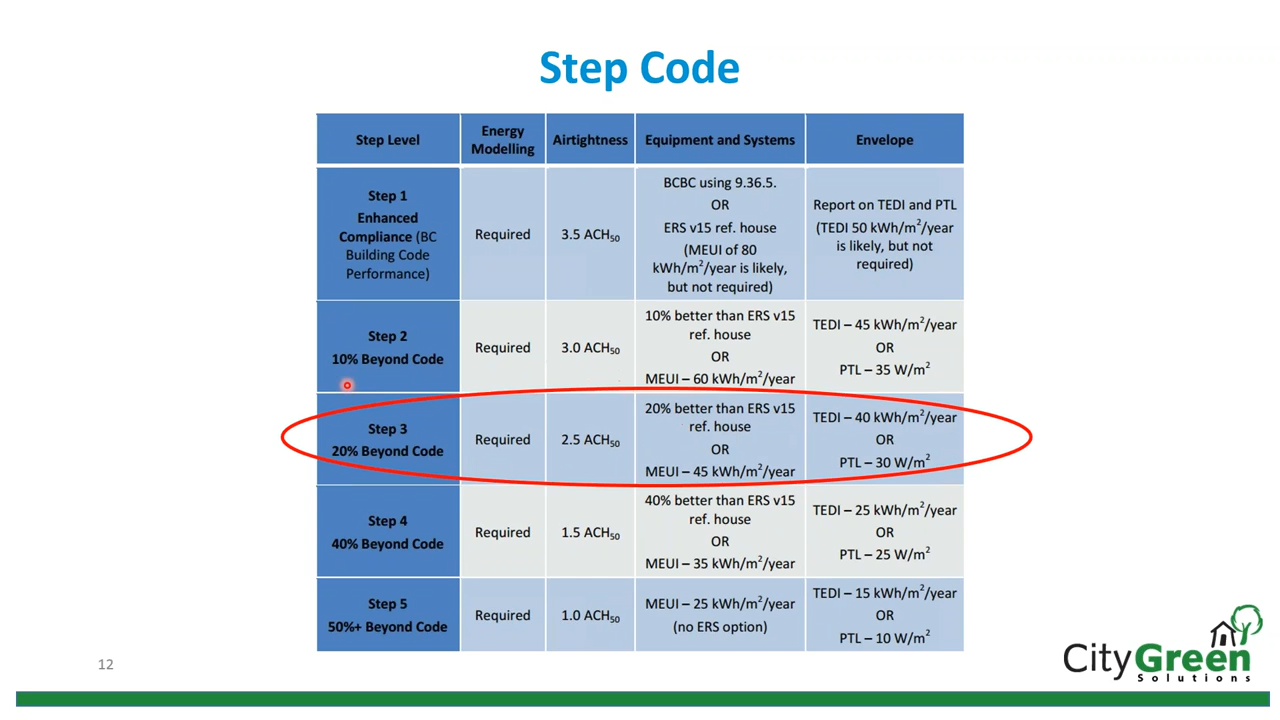 Step Code
Step Level
Energy
Modelling
Airtightness
Equipment and Systems
Envelope
Step 1
Enhanced
Compliance (BC
Building Code
Performance)
Required
3.5 ACH₅₀
BCBC using 9.36.5.
OR
ERS v15 ref. house
(MEUI of 80
kWh/m²/year is likely,
but not required)
Report on TEDI and PTL
(TEDI 50 kWh/m²/year
is likely, but not
required)
Step 2
10% Beyond Code
Required
3.0 ACH₅₀
10% better than ERS v15
ref. house
OR
MEUI – 60 kWh/m²/year
TEDI – 45 kWh/m²/year
OR
PTL – 35 W/m²
Step 3
20% Beyond Code
Required
2.5 ACH₅₀
20% better than ERS v15
ref. house
OR
MEUI – 45 kWh/m²/year
TEDI – 40 kWh/m²/year
OR
PTL – 30 W/m²
Step 4
40% Beyond Code
Required
1.5 ACH₅₀
40% better than ERS v15
ref. house
OR
MEUI – 35 kWh/m²/year
TEDI – 25 kWh/m²/year
OR
PTL – 25 W/m²
Step 5
50%+ Beyond Code
Required
1.0 ACH₅₀
MEUI – 25 kWh/m²/year
(no ERS option)
TEDI – 15 kWh/m²/year
OR
PTL – 10 W/m²
12
CityGreen
Solutions